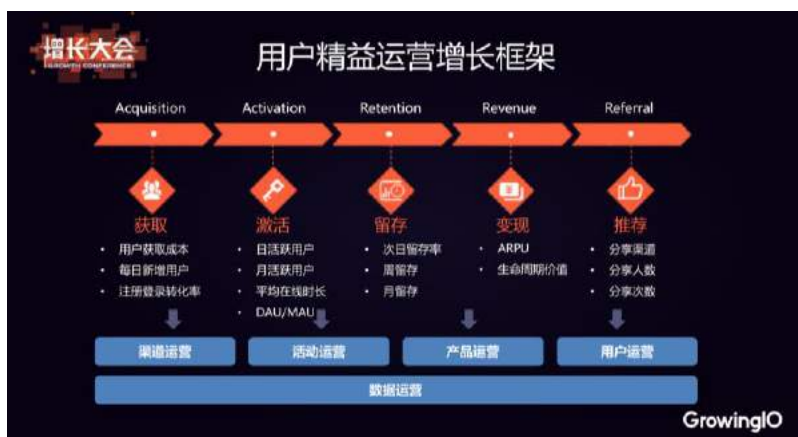 增长大会
GROWTH CONFERENCE
用户精益运营增长框架
Acquisition
Activation
Retention
Revenue
Referral
获取
激活
留存
变现
推荐
• 用户获取成本
• 每日新增用户
• 注册登录转化率
• 日活跃用户
• 月活跃用户
• 平均在线时长
• DAU/MAU
• 次日留存率
• 周留存
• 月留存
• ARPU
• 生命周期价值
• 分享渠道
• 分享人数
• 分享次数
渠道运营
活动运营
产品运营
用户运营
数据运营
GrowingIO